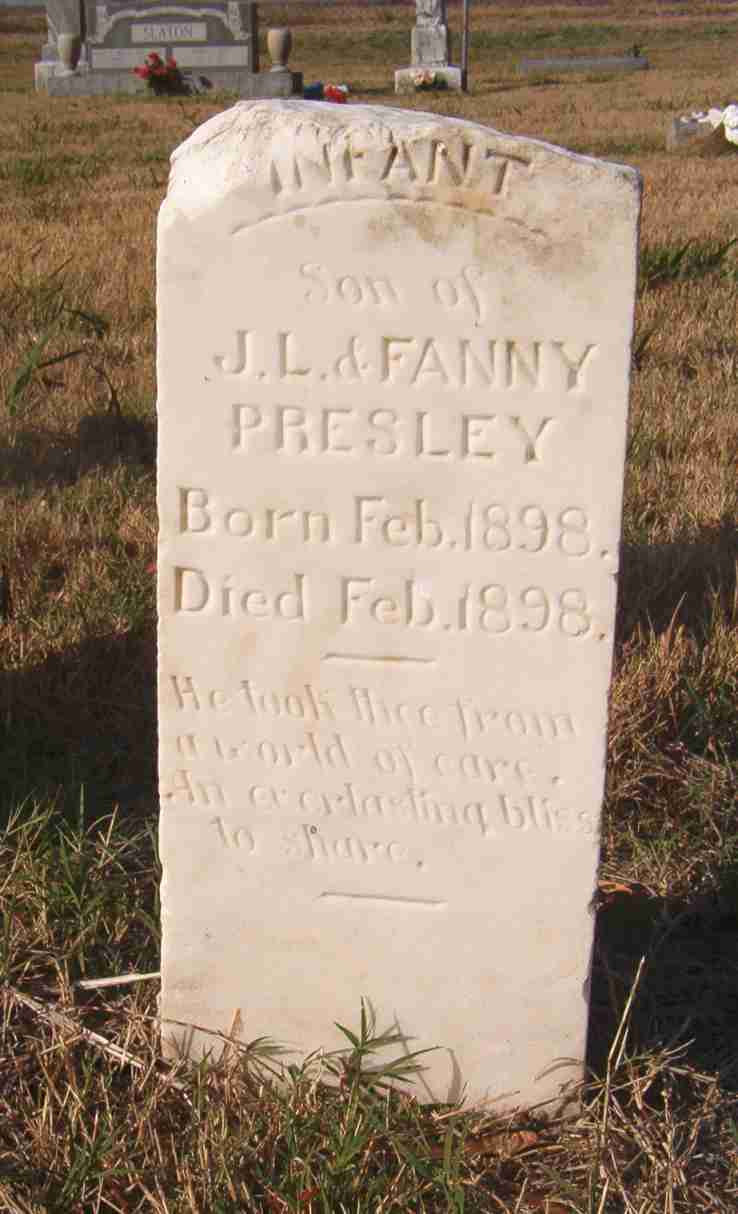 SLATON
INFANT
Son of
J.L. & FANNY
PRESLEY
Born Feb. 1898.
Died Feb. 1898.
He took thee from
a world of care.
An everlasting bliss
to share.